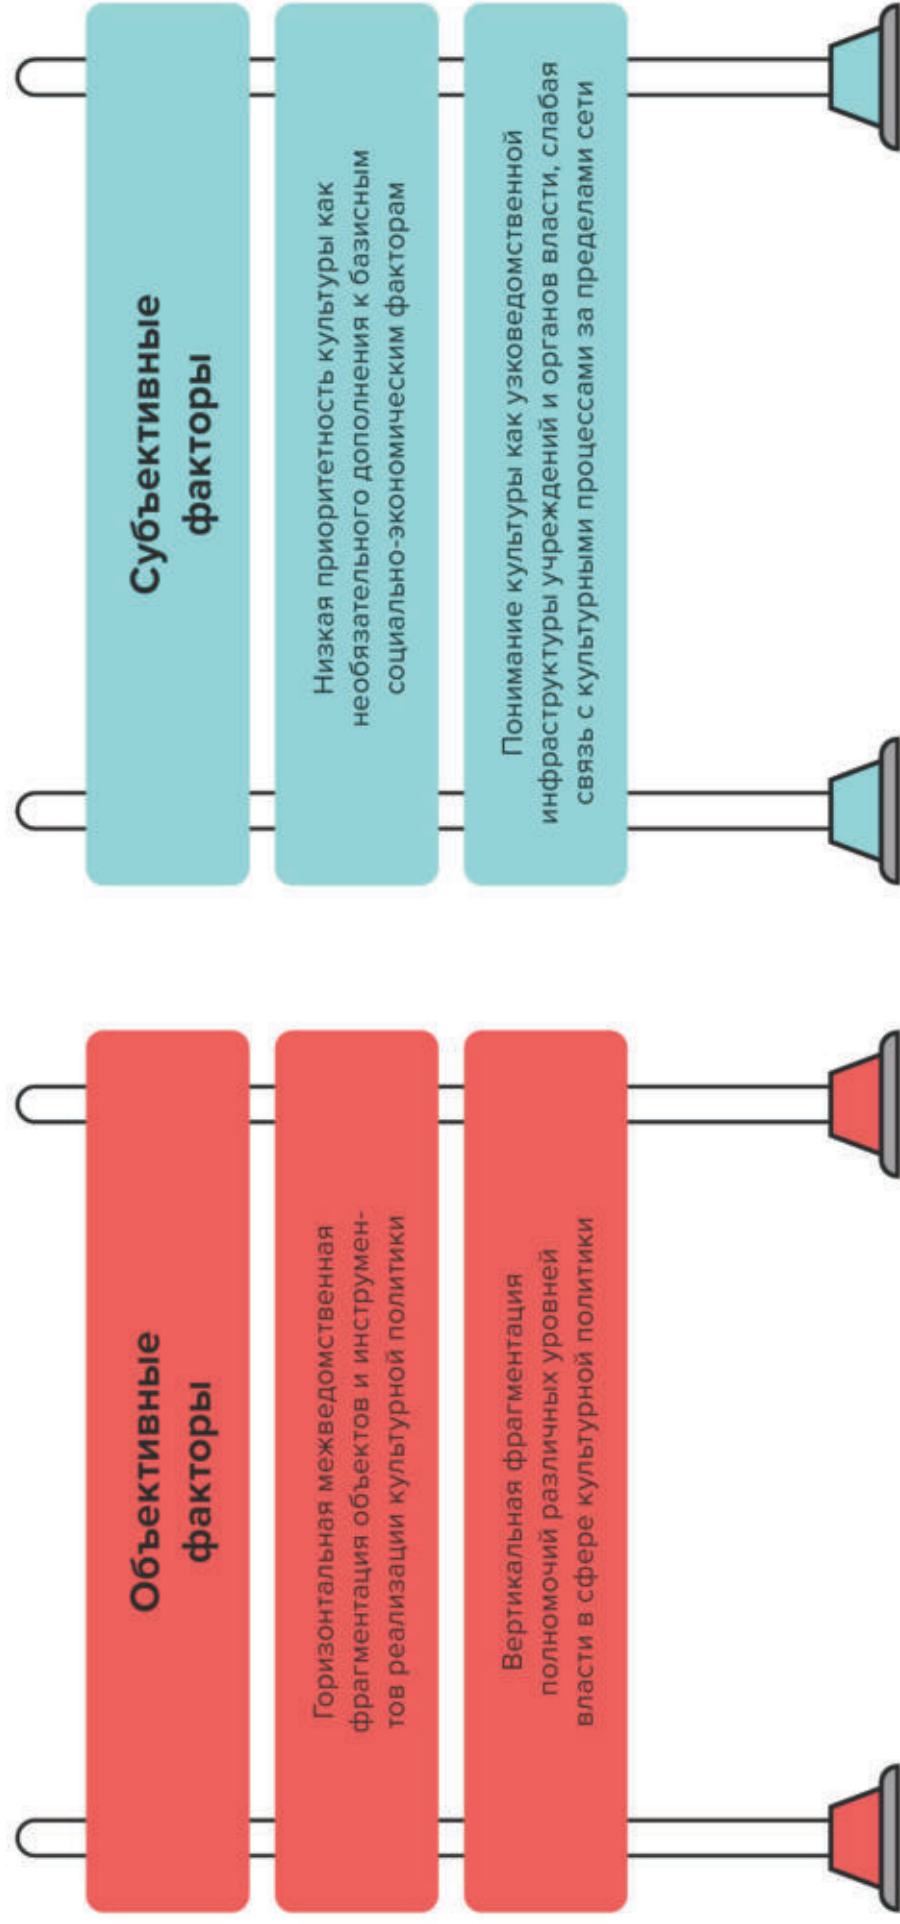 Объективные
факторы
Горизонтальная межведомственная
фрагментация объектов и инструмен-
тов реализации культурной политики
Вертикальная фрагментация
полномочий различных уровней
власти в сфере культурной политики
Субъективные
факторы
Низкая приоритетность культуры как
необязательного дополнения к базисным
социально-экономическим факторам
Понимание культуры как узковедомственной
инфраструктуры учреждений и органов власти, слабая
связь с культурными процессами за пределами сети